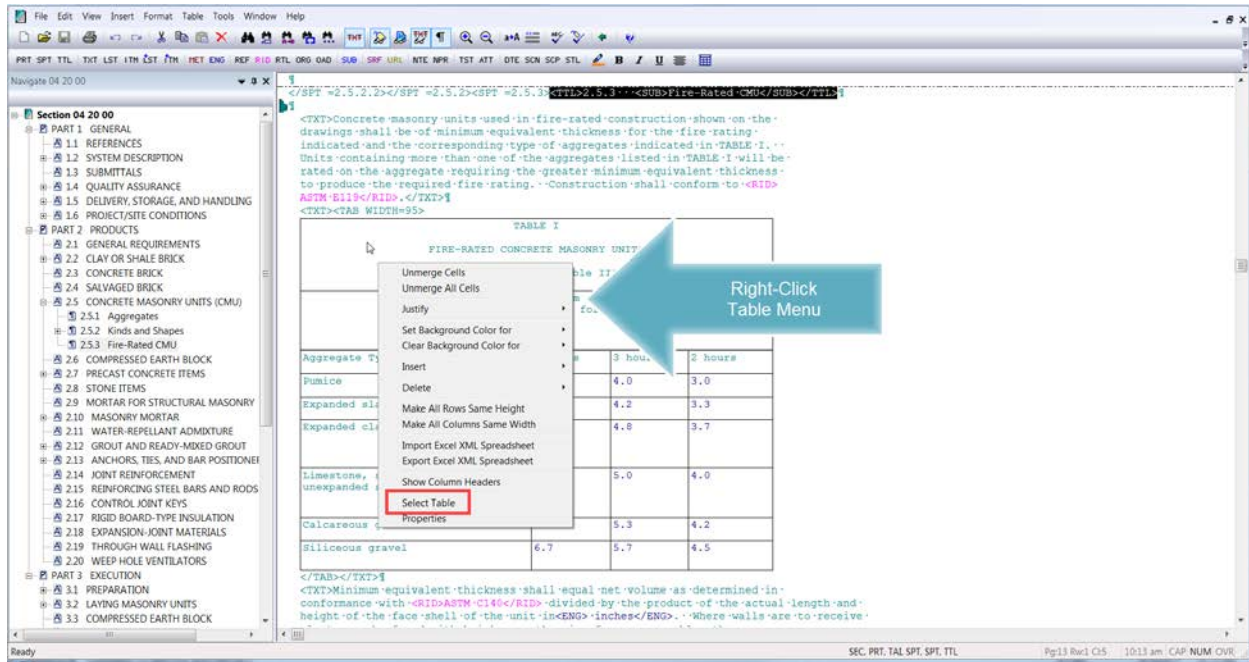 File Edit View Insert Format Table Tools Window Help
THT a+A ¶
PRT SPT TTL TXT LST ITM MET ENG REF RID RTL ORG OAD SUB SRF URL NTE NPR TST ATT DTE SCN SCP STL B I U
Navigate 04 20 00
Section 04 20 00
PART 1 GENERAL
1.1 REFERENCES
1.2 SYSTEM DESCRIPTION
1.3 SUBMITTALS
1.4 QUALITY ASSURANCE
1.5 DELIVERY, STORAGE, AND HANDLING
1.6 PROJECT/SITE CONDITIONS
PART 2 PRODUCTS
2.1 GENERAL REQUIREMENTS
2.2 CLAY OR SHALE BRICK
2.3 CONCRETE BRICK
2.4 SALVAGED BRICK
2.5 CONCRETE MASONRY UNITS (CMU)
2.5.1 Aggregates
2.5.2 Kinds and Shapes
2.5.3 Fire-Rated CMU
2.6 COMPRESSED EARTH BLOCK
2.7 PRECAST CONCRETE ITEMS
2.8 STONE ITEMS
2.9 MORTAR FOR STRUCTURAL MASONRY
2.10 MASONRY MORTAR
2.11 WATER-REPELLANT ADMIXTURE
2.12 GROUT AND READY-MIXED GROUT
2.13 ANCHORS, TIES, AND BAR POSITIONE
2.14 JOINT REINFORCEMENT
2.15 REINFORCING STEEL BARS AND RODS
2.16 CONTROL JOINT KEYS
2.17 RIGID BOARD-TYPE INSULATION
2.18 EXPANSION-JOINT MATERIALS
2.19 THROUGH WALL FLASHING
2.20 WEEP HOLE VENTILATORS
PART 3 EXECUTION
3.1 PREPARATION
3.2 LAYING MASONRY UNITS
3.3 COMPRESSED EARTH BLOCK
¶
</SPT =2.5.2.2></SPT =2.5.2><SPT =2.5.3><TTL>2.5.3···<SUB>Fire-Rated CMU</SUB></TTL>¶
¶
<TXT>Concrete·masonry·units·used·in·fire-rated·construction·shown·on·the·
drawings·shall·be·of·minimum·equivalent·thickness·for·the·fire·rating·
indicated·and·the·corresponding·type·of·aggregates·indicated·in·TABLE·I.··
Units·containing·more·than·one·of·the·aggregates·listed·in·TABLE·I·will·be·
rated·on·the·aggregate·requiring·the·greater·minimum·equivalent·thickness·
to·produce·the·required·fire·rating.··Construction·shall·conform·to·<RID>
ASTM·E119</RID>.</TXT>¶
<TXT><TAB WIDTH=95>
TABLE I
FIRE-RATED CONCRETE MASONRY UNIT
Aggregate Ty 3 hou 2 hours
Pumice 4.0 3.0
Expanded sla 4.2 3.3
Expanded cla 4.8 3.7
Limestone, 5.0 4.0
unexpanded
Calcareous 5.3 4.2
Siliceous gravel 6.7 5.7 4.5
Unmerge Cells
Unmerge All Cells
Justify
Set Background Color for
Clear Background Color for
Insert
Delete
Make All Rows Same Height
Make All Columns Same Width
Import Excel XML Spreadsheet
Export Excel XML Spreadsheet
Show Column Headers
Select Table
Properties
Right-Click
Table Menu
</TAB></TXT>¶
<TXT>Minimum·equivalent·thickness·shall·equal·net·volume·as·determined·in·
conformance·with·<RID>ASTM·C140</RID>·divided·by·the·product·of·the·actual·length·and·
height·of·the·face·shell·of·the·unit·in<ENG>·inches</ENG>.··Where·walls·are·to·receive·
Ready SEC, PRT, TAI, SPT, SPT, TTL Pg:13 Rw:1 Cl:5 10:13 am CAP NUM OVR